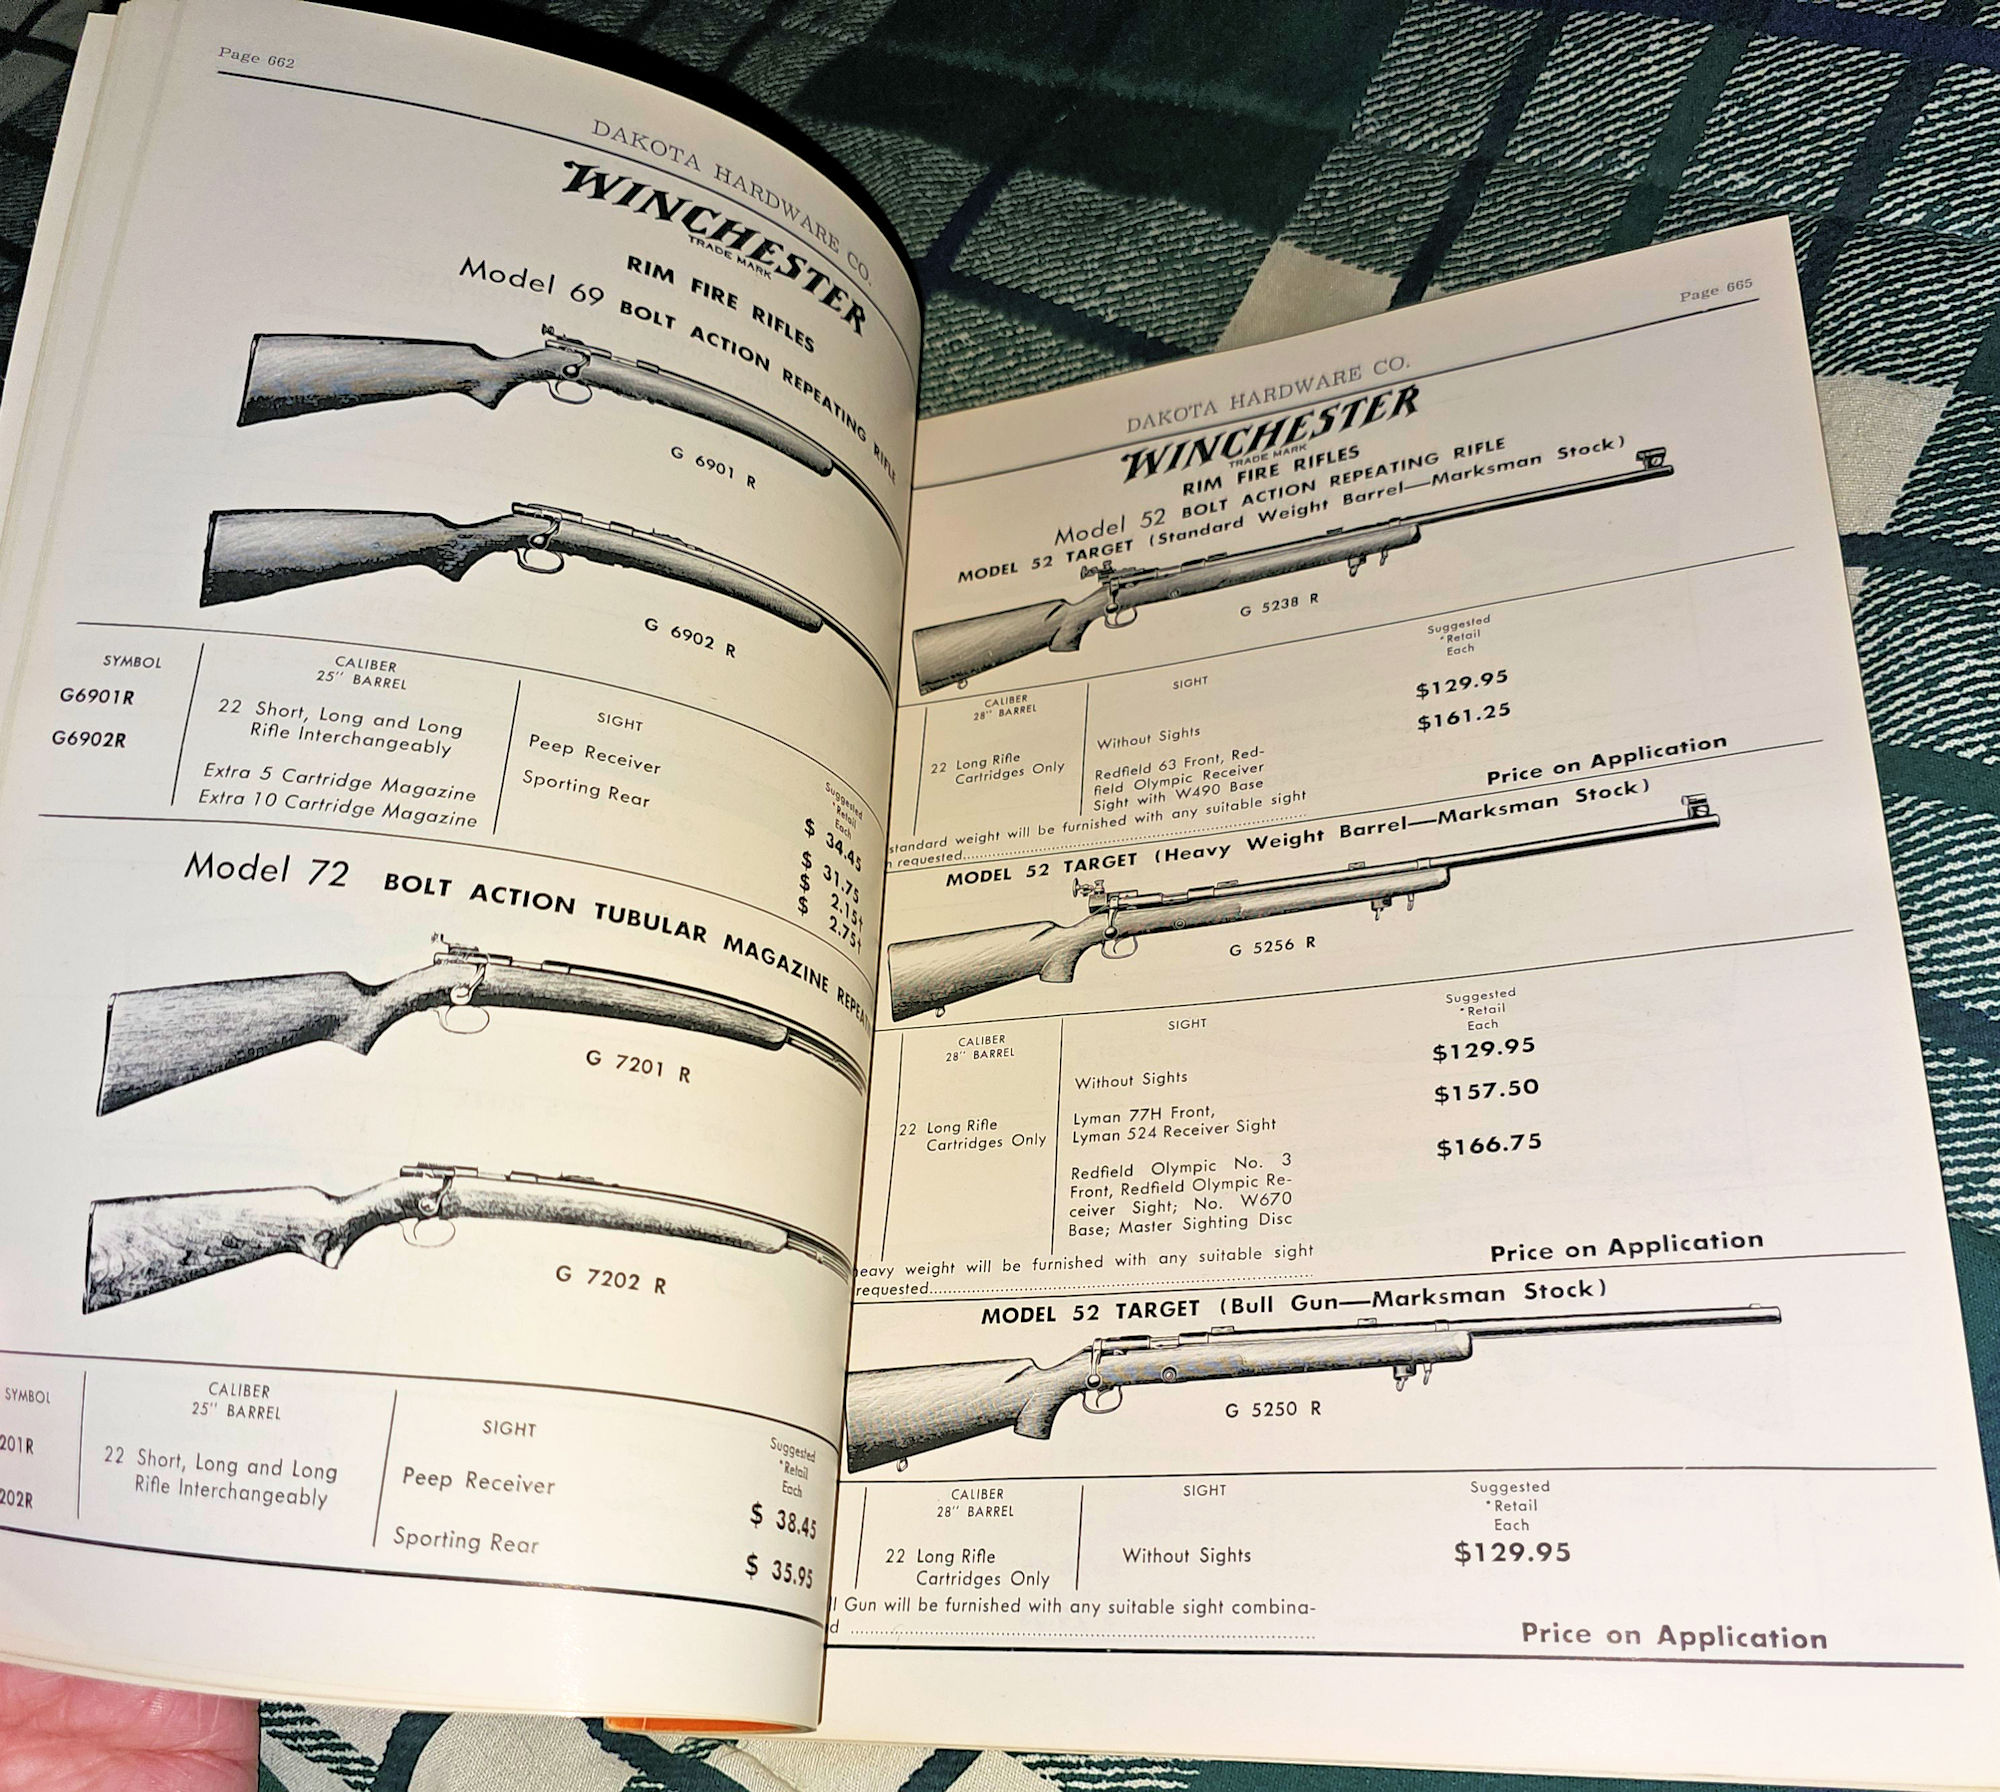 Page 662
DAKOTA HARDWARE CO.
WINCHESTER
TRADE MARK
RIM FIRE RIFLES
Model 69 BOLT ACTION REPEATING RIFLE
G 6901 R
G 6902 R
SYMBOL
CALIBER
25" BARREL
SIGHT
Suggested
*Retail
Each
G6901R
G6902R
22 Short, Long and Long
Rifle Interchangeably
Extra 5 Cartridge Magazine
Extra 10 Cartridge Magazine
Peep Receiver
Sporting Rear
$ 34.45
$ 31.75
$ 2.15†
$ 2.75†
Model 72 BOLT ACTION TUBULAR MAGAZINE
G 7201 R
G 7202 R
SYMBOL
CALIBER
25" BARREL
SIGHT
Suggested
*Retail
Each
201R
202R
22 Short, Long and Long
Rifle Interchangeably
Peep Receiver
Sporting Rear
$ 38.45
$ 35.95
Page 665
DAKOTA HARDWARE CO.
WINCHESTER
TRADE MARK
RIM FIRE RIFLES
Model 52 BOLT ACTION REPEATING RIFLE
MODEL 52 TARGET (Standard Weight Barrel—Marksman Stock)
G 5238 R
CALIBER
28" BARREL
SIGHT
Suggested
*Retail
Each
22 Long Rifle
Cartridges Only
Without Sights
Redfield 63 Front, Red-
field Olympic Receiver
Sight with W490 Base
$129.95
$161.25
standard weight will be furnished with any suitable sight
requested
Price on Application
MODEL 52 TARGET (Heavy Weight Barrel—Marksman Stock)
G 5256 R
CALIBER
28" BARREL
SIGHT
Suggested
*Retail
Each
22 Long Rifle
Cartridges Only
Without Sights
Lyman 77H Front,
Lyman 524 Receiver Sight
Redfield Olympic No. 3
Front, Redfield Olympic Re-
ceiver Sight; No. W670
Base; Master Sighting Disc
$129.95
$157.50
$166.75
eavy weight will be furnished with any suitable sight
requested
Price on Application
MODEL 52 TARGET (Bull Gun—Marksman Stock)
G 5250 R
CALIBER
28" BARREL
SIGHT
Suggested
*Retail
Each
22 Long Rifle
Cartridges Only
Without Sights
$129.95
l Gun will be furnished with any suitable sight combina-
d
Price on Application